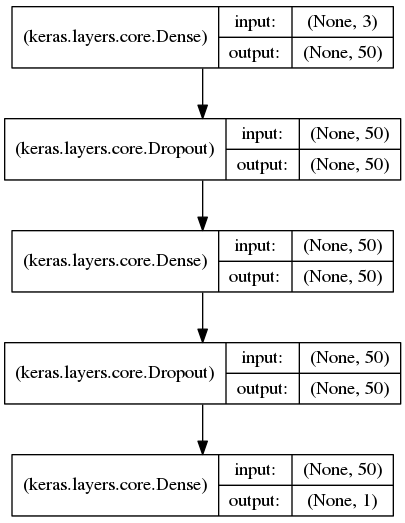 (keras.layers.core.Dense) input: (None, 3)
output: (None, 50)
(keras.layers.core.Dropout) input: (None, 50)
output: (None, 50)
(keras.layers.core.Dense) input: (None, 50)
output: (None, 50)
(keras.layers.core.Dropout) input: (None, 50)
output: (None, 50)
(keras.layers.core.Dense) input: (None, 50)
output: (None, 1)